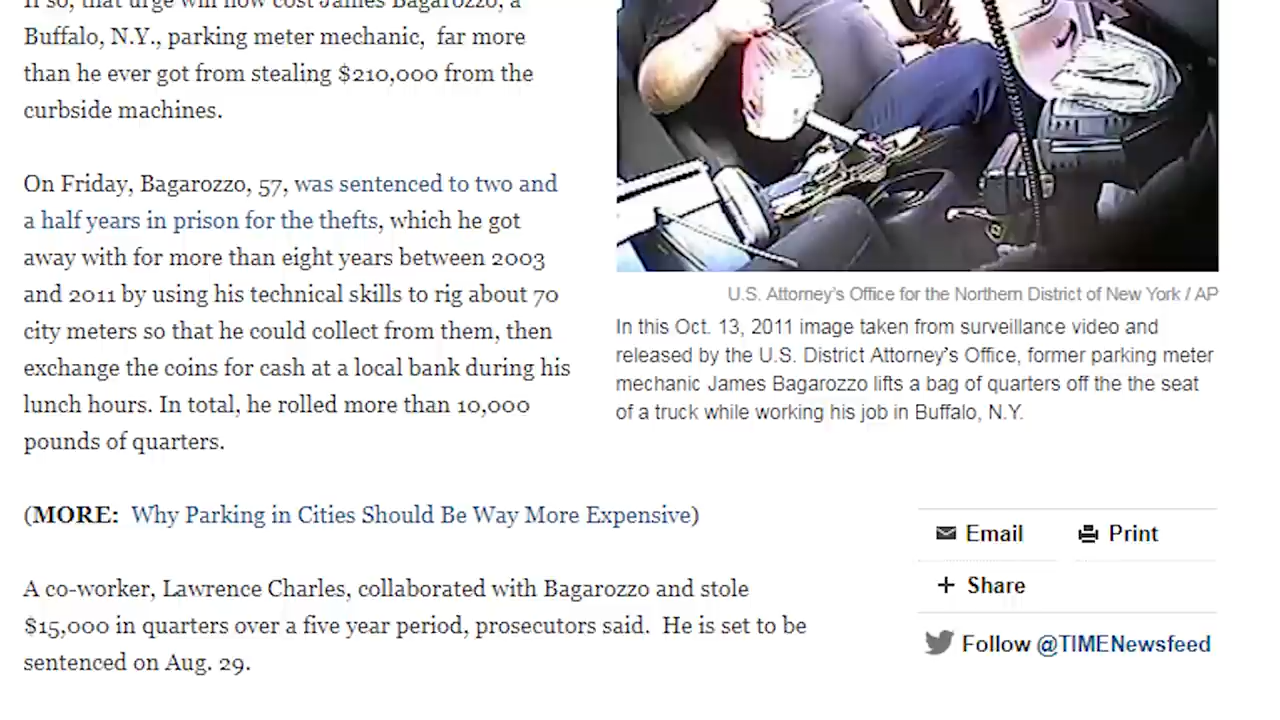 If so, that urge will now cost James Bagarozzo, a
Buffalo, N.Y., parking meter mechanic, far more
than he ever got from stealing $210,000 from the
curbside machines.
On Friday, Bagarozzo, 57, was sentenced to two and
a half years in prison for the thefts, which he got
away with for more than eight years between 2003
and 2011 by using his technical skills to rig about 70
city meters so that he could collect from them, then
exchange the coins for cash at a local bank during his
lunch hours. In total, he rolled more than 10,000
pounds of quarters.
U.S. Attorney's Office for the Northern District of New York / AP
In this Oct. 13, 2011 image taken from surveillance video and
released by the U.S. District Attorney's Office, former parking meter
mechanic James Bagarozzo lifts a bag of quarters off the the seat
of a truck while working his job in Buffalo, N.Y.
(MORE: Why Parking in Cities Should Be Way More Expensive)
A co-worker, Lawrence Charles, collaborated with Bagarozzo and stole
$15,000 in quarters over a five year period, prosecutors said. He is set to be
sentenced on Aug. 29.
Email
Print
+ Share
Follow @TIMENewsfeed